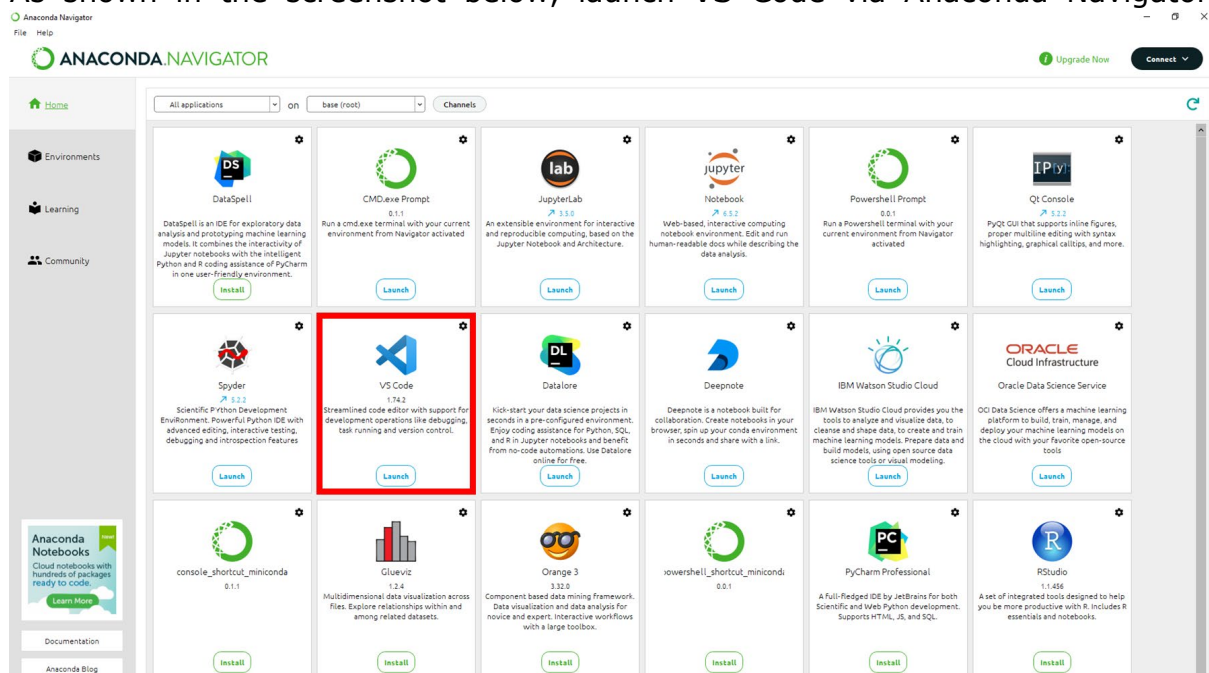 As shown in the screenshot below, launch VS Code via Anaconda Navigator
Anaconda Navigator
File Help
ANACONDA.NAVIGATOR
Upgrade Now
Connect
Home
All applications
on
base (root)
Channels
Environments
Learning
Community
DS
DataSpell
DataSpell is an IDE for exploratory data
analysis and prototyping machine learning
models. It combines the interactivity of
Jupyter notebooks with the intelligent
Python and R coding assistance of PyCharm
in one user-friendly environment.
Install
CMD.exe Prompt
0.1.1
Run a cmd.exe terminal with your current
environment from Navigator activated
Launch
lab
JupyterLab
3.5.0
An extensible environment for interactive
and reproducible computing, based on the
Jupyter Notebook and Architecture.
Launch
jupyter
Notebook
6.5.2
Web-based, interactive computing
notebook environment. Edit and run
human-readable docs while describing the
data analysis.
Launch
Powershell Prompt
0.0.1
Run a Powershell terminal with your
current environment from Navigator
activated
Launch
IP[y]:
Qt Console
5.2.2
PyQt GUI that supports inline figures,
proper multiline editing with syntax
highlighting, graphical calltips, and more.
Launch
Spyder
5.2.2
Scientific PYthon Development
EnviRonment. Powerful Python IDE with
advanced editing, interactive testing,
debugging and introspection features
Launch
VS Code
1.74.2
Streamlined code editor with support for
development operations like debugging,
task running and version control.
Launch
DL
Datalore
Kick-start your data science projects in
seconds in a pre-configured environment.
Enjoy coding assistance for Python, SQL,
and R in Jupyter notebooks and benefit
from no-code automations. Use Datalore
online for free.
Launch
Deepnote
Deepnote is a notebook built for
collaboration. Create notebooks in your
browser, spin up your conda environment
in seconds and share with a link.
Launch
IBM Watson Studio Cloud
IBM Watson Studio Cloud provides you the
tools to analyze and visualize data, to
cleanse and shape data, to create and train
machine learning models. Prepare data and
build models, using open source data
science tools or visual modeling.
Launch
ORACLE
Cloud Infrastructure
Oracle Data Science Service
OCI Data Science offers a machine learning
platform to build, train, manage, and
deploy your machine learning models on
the cloud with your favorite open-source
tools
Launch
console_shortcut_miniconda
0.1.1
Install
Glueviz
1.2.4
Multidimensional data visualization across
files. Explore relationships within and
among related datasets.
Install
Orange 3
3.32.0
Component based data mining framework.
Data visualization and data analysis for
novice and expert. Interactive workflows
with a large toolbox.
Install
powershell_shortcut_miniconda
0.0.1
Install
PC
PyCharm Professional
A full-fledged IDE by JetBrains for both
Scientific and Web Python development.
Supports HTML, JS, and SQL.
Install
R
RStudio
1.1.456
A set of integrated tools designed to help
you be more productive with R. Includes R
essentials and notebooks.
Install
Anaconda
Notebooks
New!
Cloud notebooks with
hundreds of packages
ready to code.
Learn More
Documentation
Anaconda Blog